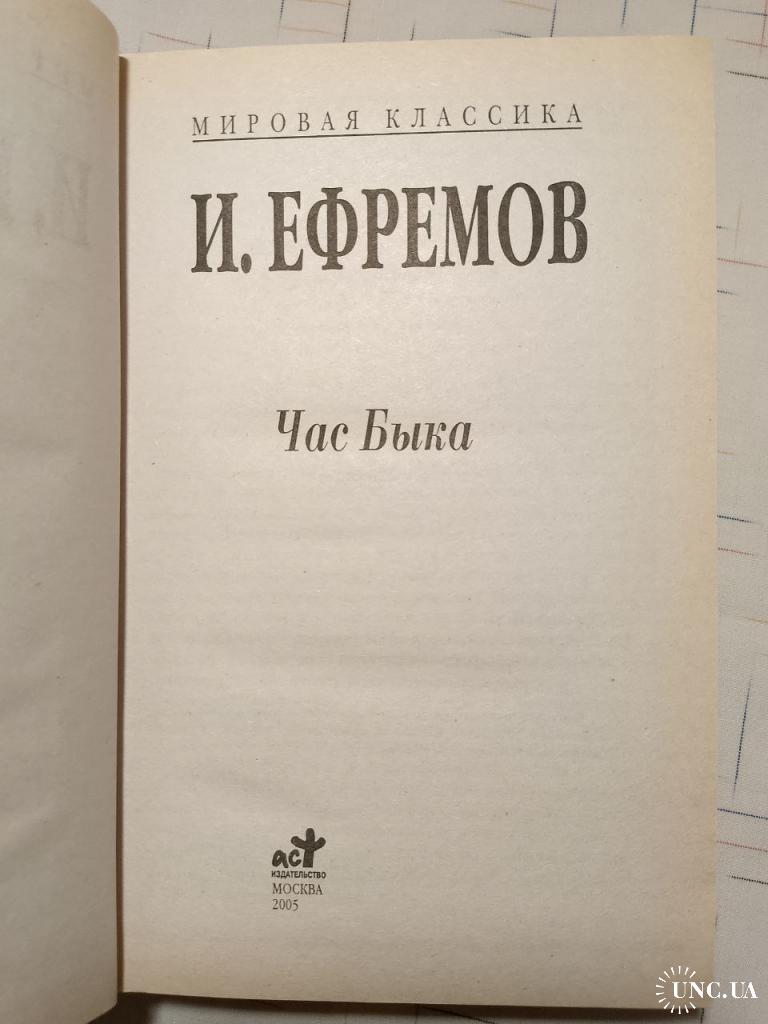 МИРОВАЯ КЛАССИКА
И. ЕФРЕМОВ
Час Быка
аст
ИЗДАТЕЛЬСТВО
МОСКВА
2005
UNC.UA